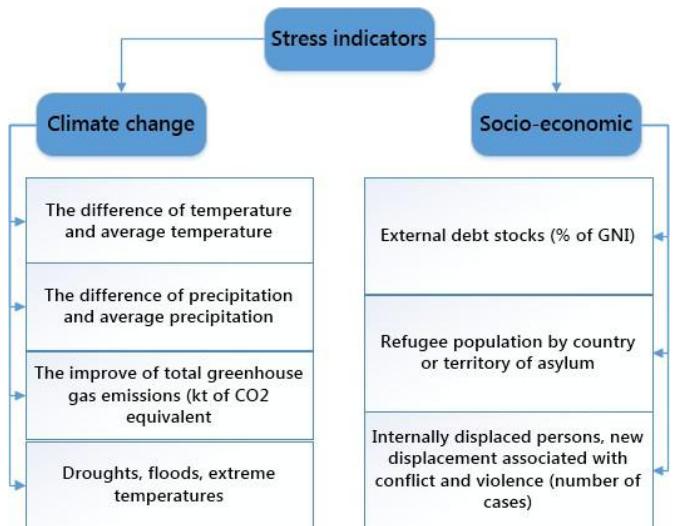 Stress indicators
Climate change
The difference of temperature
and average temperature
The difference of precipitation
and average precipitation
The improve of total greenhouse
gas emissions (kt of CO2
equivalent
Droughts, floods, extreme
temperatures
Socio-economic
External debt stocks (% of GNI)
Refugee population by country
or territory of asylum
Internally displaced persons, new
displacement associated with
conflict and violence (number of
cases)